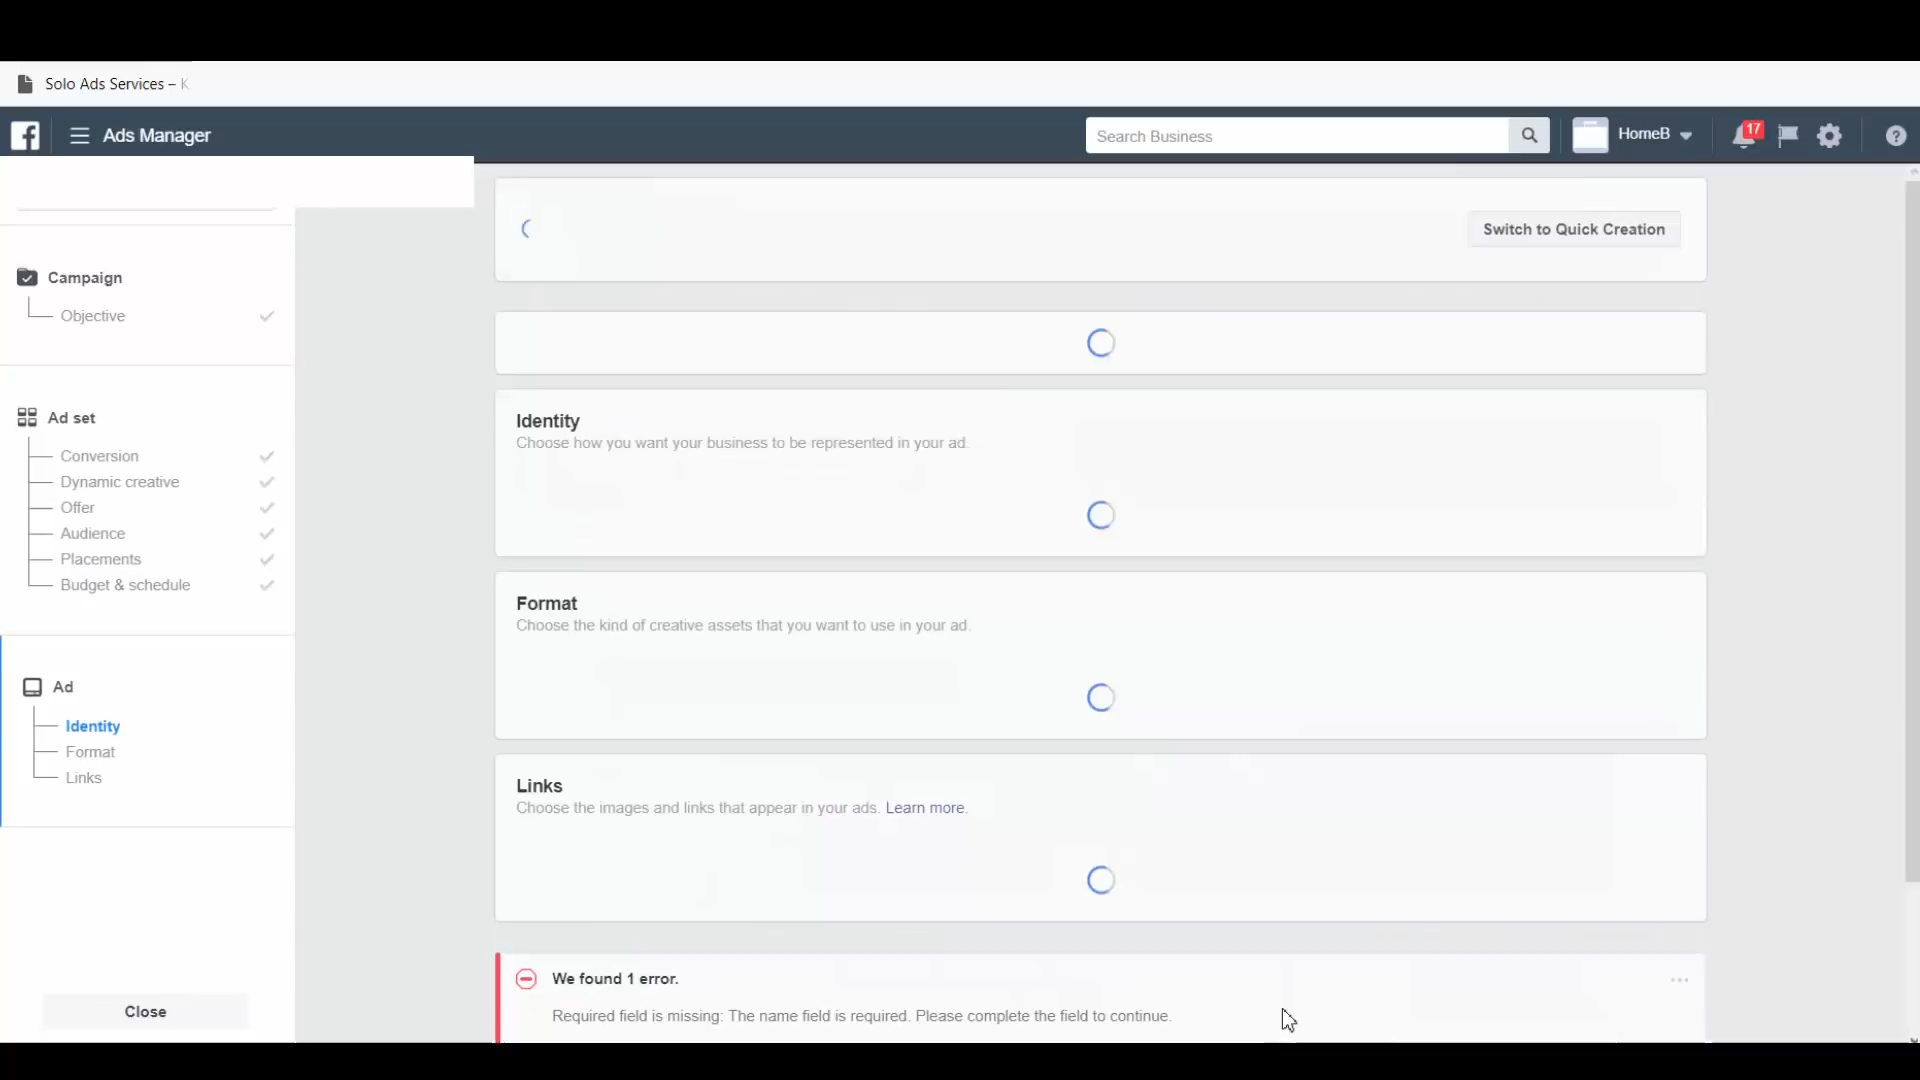 Solo Ads Services – K
Ads Manager
Search Business
HomeB
17
?
Switch to Quick Creation
Campaign
Objective
Ad set
Conversion
Dynamic creative
Offer
Audience
Placements
Budget & schedule
Ad
Identity
Format
Links
Close
Identity
Choose how you want your business to be represented in your ad.
Format
Choose the kind of creative assets that you want to use in your ad.
Links
Choose the images and links that appear in your ads. Learn more.
We found 1 error.
Required field is missing: The name field is required. Please complete the field to continue.